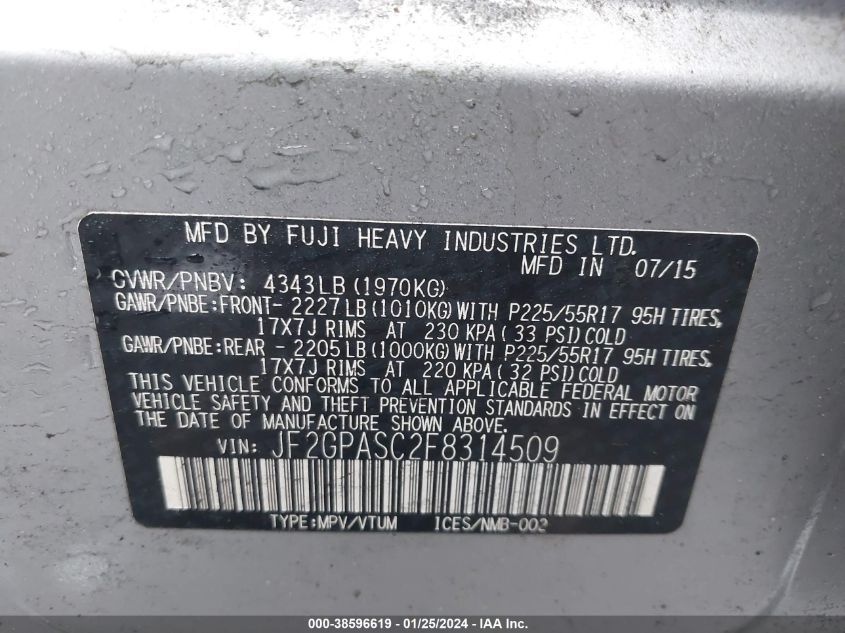 MFD BY FUJI HEAVY INDUSTRIES LTD.
MFD IN 07/15
GVWR/PNBV: 4343LB (1970KG)
GAWR/PNBE:FRONT- 2227LB (1010KG) WITH P225/55R17 95H TIRES,
17X7J RIMS AT 230 KPA ( 33 PSI) COLD
GAWR/PNBE:REAR - 2205LB (1000KG) WITH P225/55R17 95H TIRES,
17X7J RIMS AT 220 KPA ( 32 PSI) COLD
THIS VEHICLE CONFORMS TO ALL APPLICABLE FEDERAL MOTOR
VEHICLE SAFETY AND THEFT PREVENTION STANDARDS IN EFFECT ON
THE DATE OF MANUFACTURE SHOWN ABOVE.
VIN: JF2GPASC2F8314509
TYPE:MPV/VTUM ICES/NMB-002
000-38596619 / 01/25/2024 - IAA Inc.